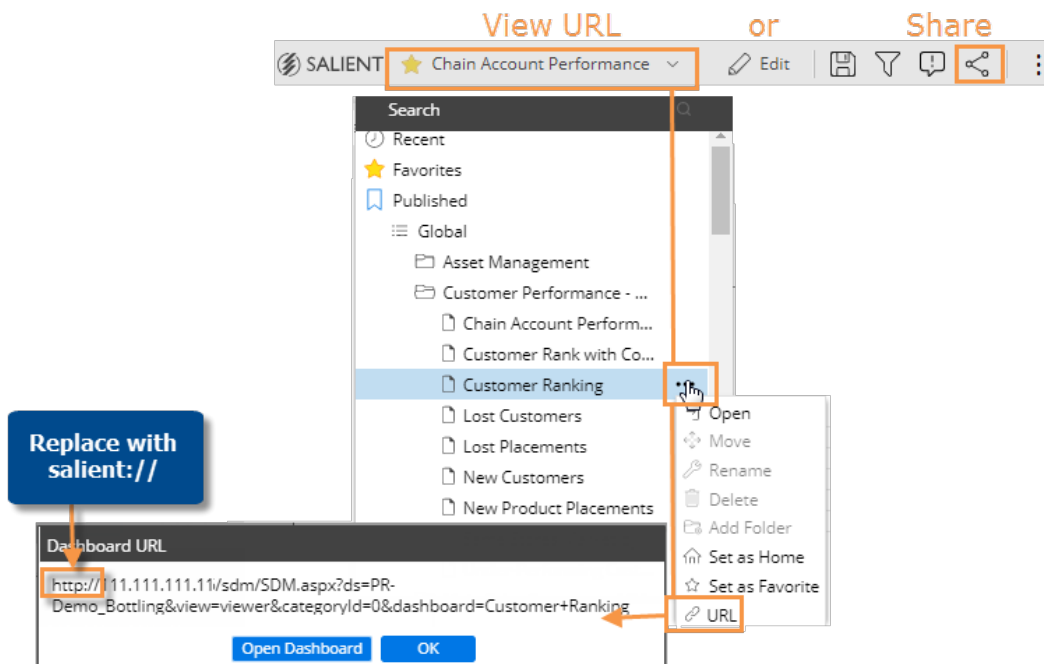 View URL or Share
SALIENT Chain Account Performance Edit
Search
Recent
Favorites
Published
Global
Asset Management
Customer Performance - ...
Chain Account Perform...
Customer Rank with Co...
Customer Ranking
Lost Customers
Lost Placements
New Customers
New Product Placements
Open
Move
Rename
Delete
Add Folder
Set as Home
Set as Favorite
URL
Replace with
salient://
Dashboard URL
http://111.111.111.11/sdm/SDM.aspx?ds=PR-
Demo_Bottling&view=viewer&categoryId=0&dashboard=Customer+Ranking
Open Dashboard OK